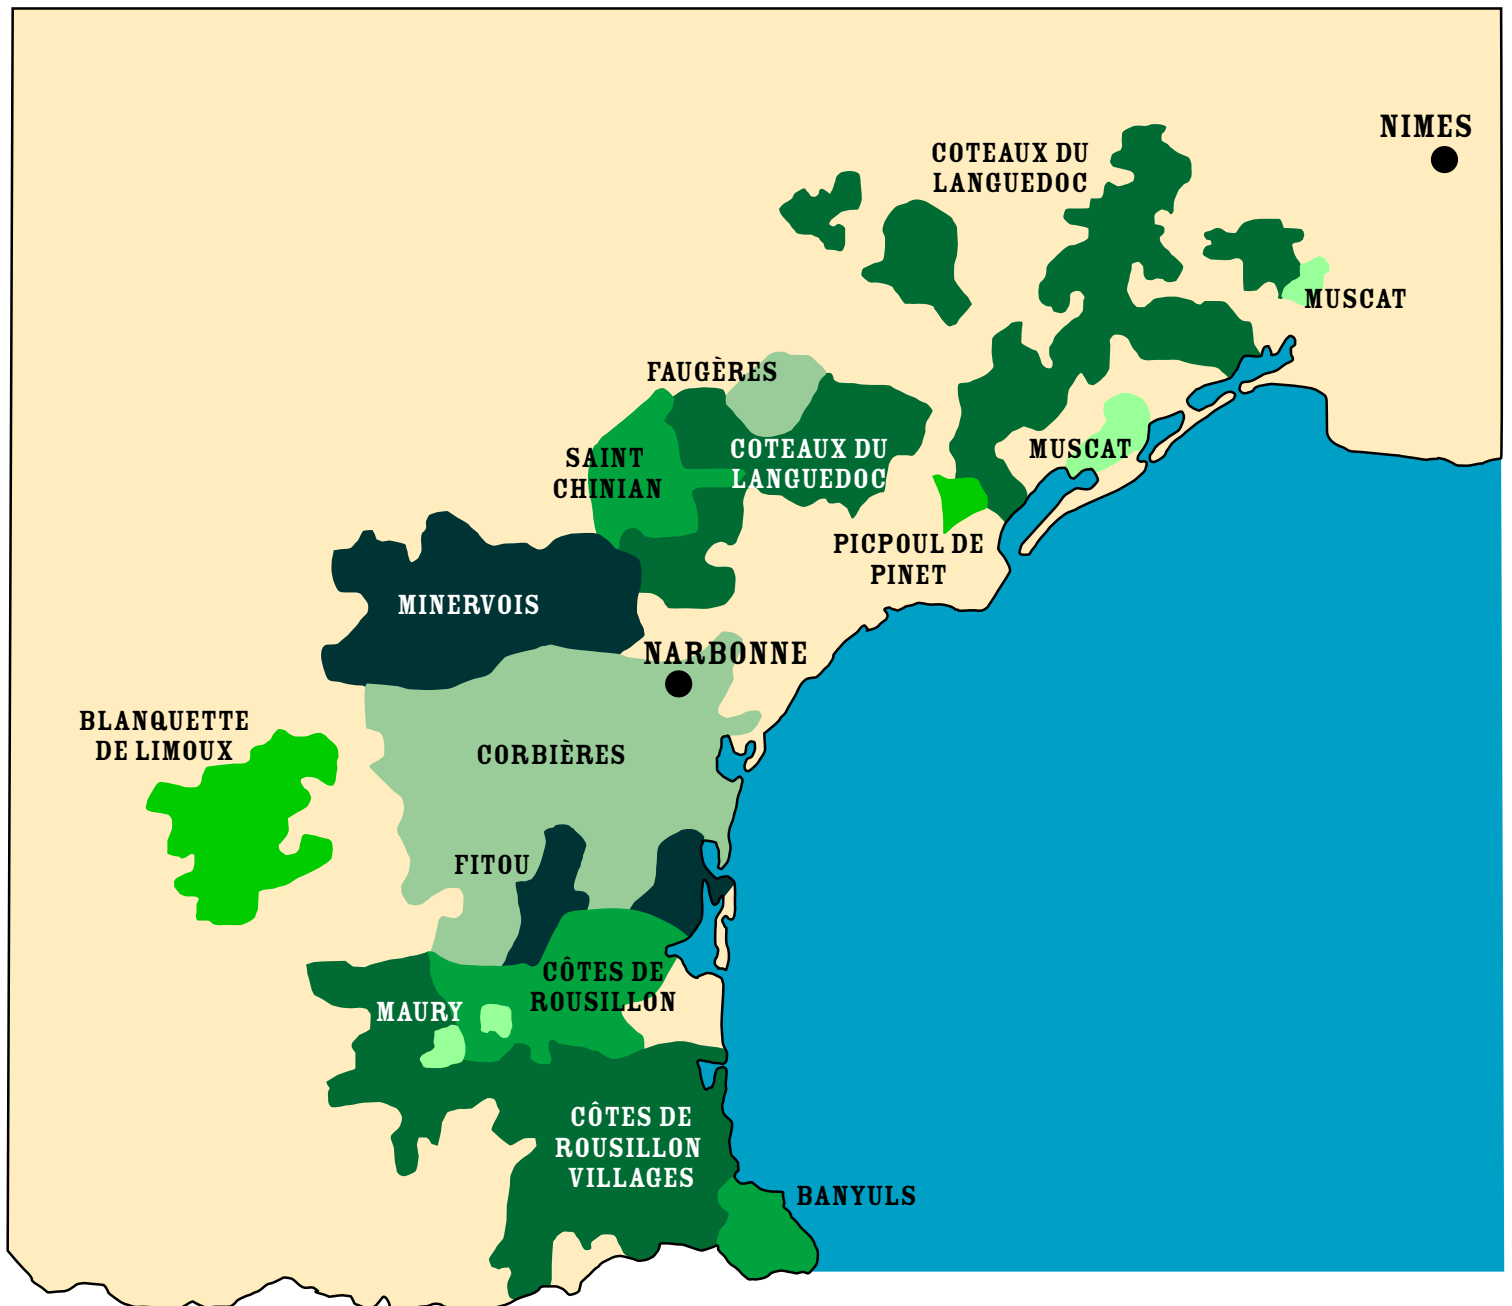 NIMES
COTEAUX DU
LANGUEDOC
MUSCAT
FAUGÈRES
COTEAUX DU
LANGUEDOC
MUSCAT
SAINT
CHINIAN
PICPOUL DE
PINET
MINERVOIS
NARBONNE
BLANQUETTE
DE LIMOUX
CORBIÈRES
FITOU
CÔTES DE
ROUSILLON
MAURY
CÔTES DE
ROUSILLON
VILLAGES
BANYULS